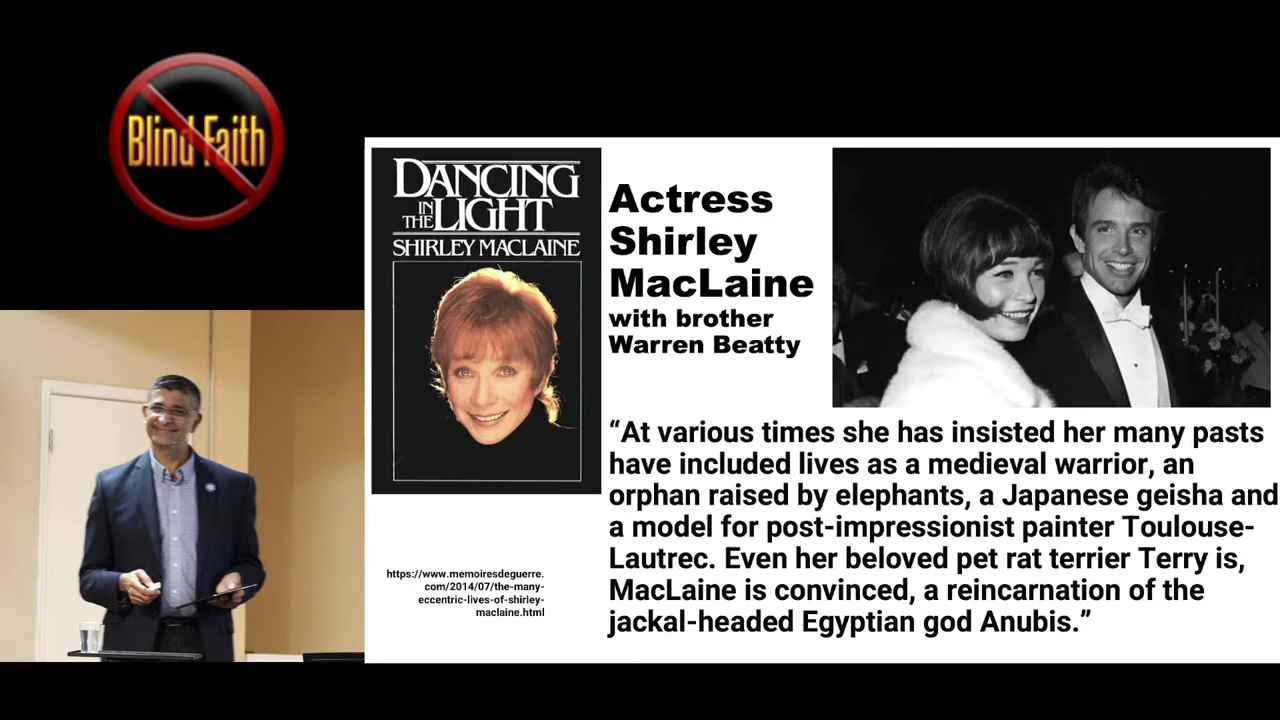 Blind Faith
DANCING
IN
THE
LIGHT
SHIRLEY MACLAINE
Actress
Shirley
MacLaine
with brother
Warren Beatty
“At various times she has insisted her many pasts
have included lives as a medieval warrior, an
orphan raised by elephants, a Japanese geisha and
a model for post-impressionist painter Toulouse-
Lautrec. Even her beloved pet rat terrier Terry is,
MacLaine is convinced, a reincarnation of the
jackal-headed Egyptian god Anubis.”
https://www.memoiresdeguerre.
com/2014/07/the-many-
eccentric-lives-of-shirley-
maclaine.html